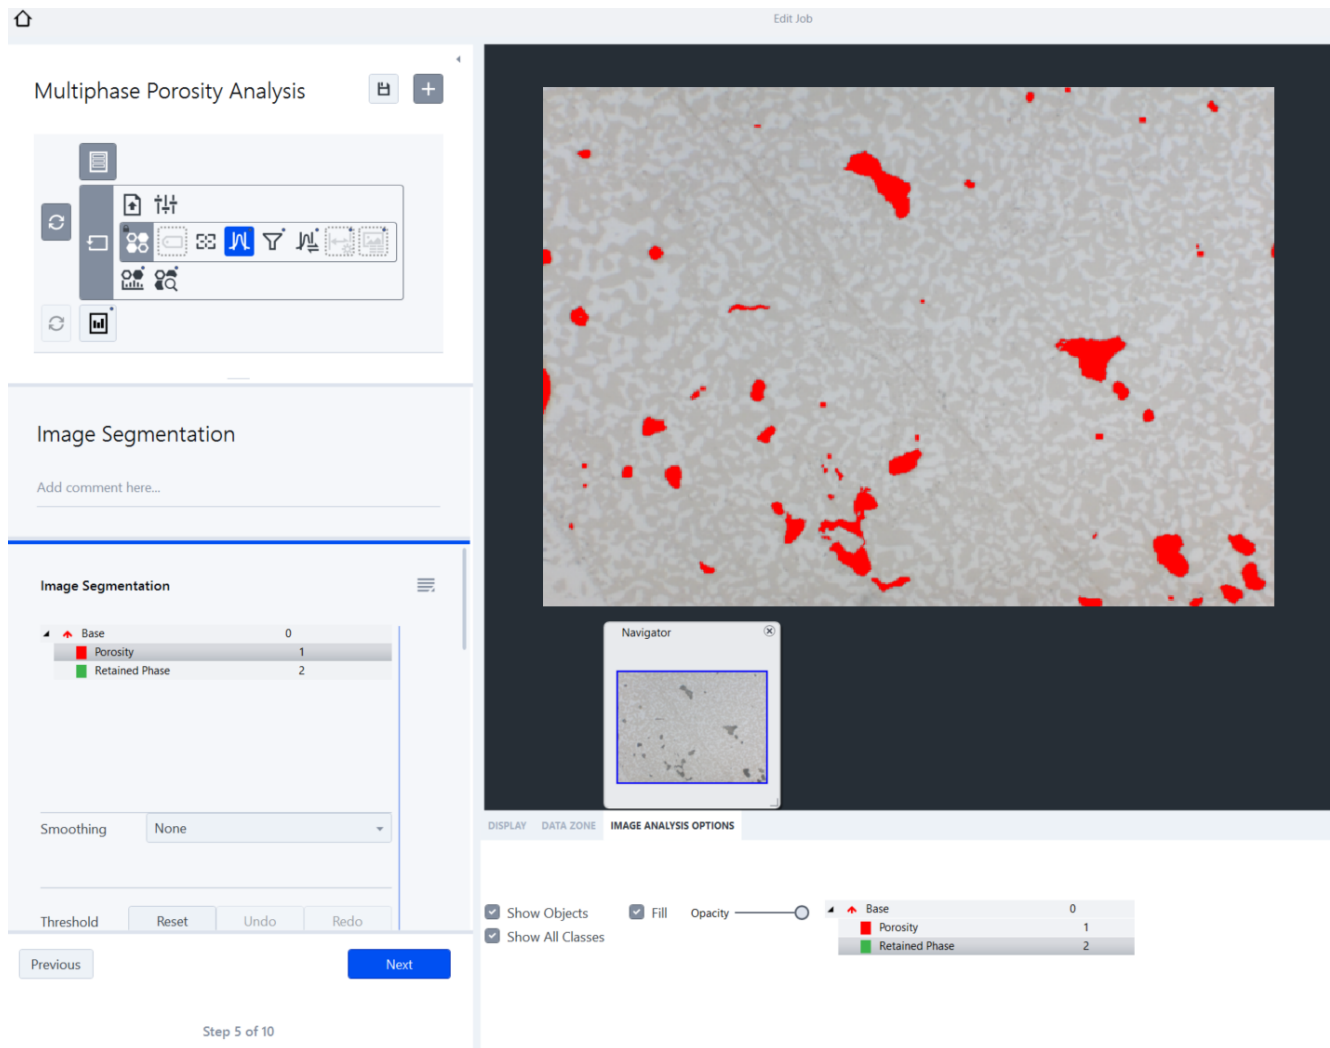 Edit Job
Multiphase Porosity Analysis
Image Segmentation
Add comment here...
Image Segmentation
Base 0
Porosity 1
Retained Phase 2
Smoothing None
Threshold Reset Undo Redo
Previous Next
Step 5 of 10
Navigator
DISPLAY DATA ZONE IMAGE ANALYSIS OPTIONS
Show Objects Fill Opacity
Show All Classes
Base 0
Porosity 1
Retained Phase 2